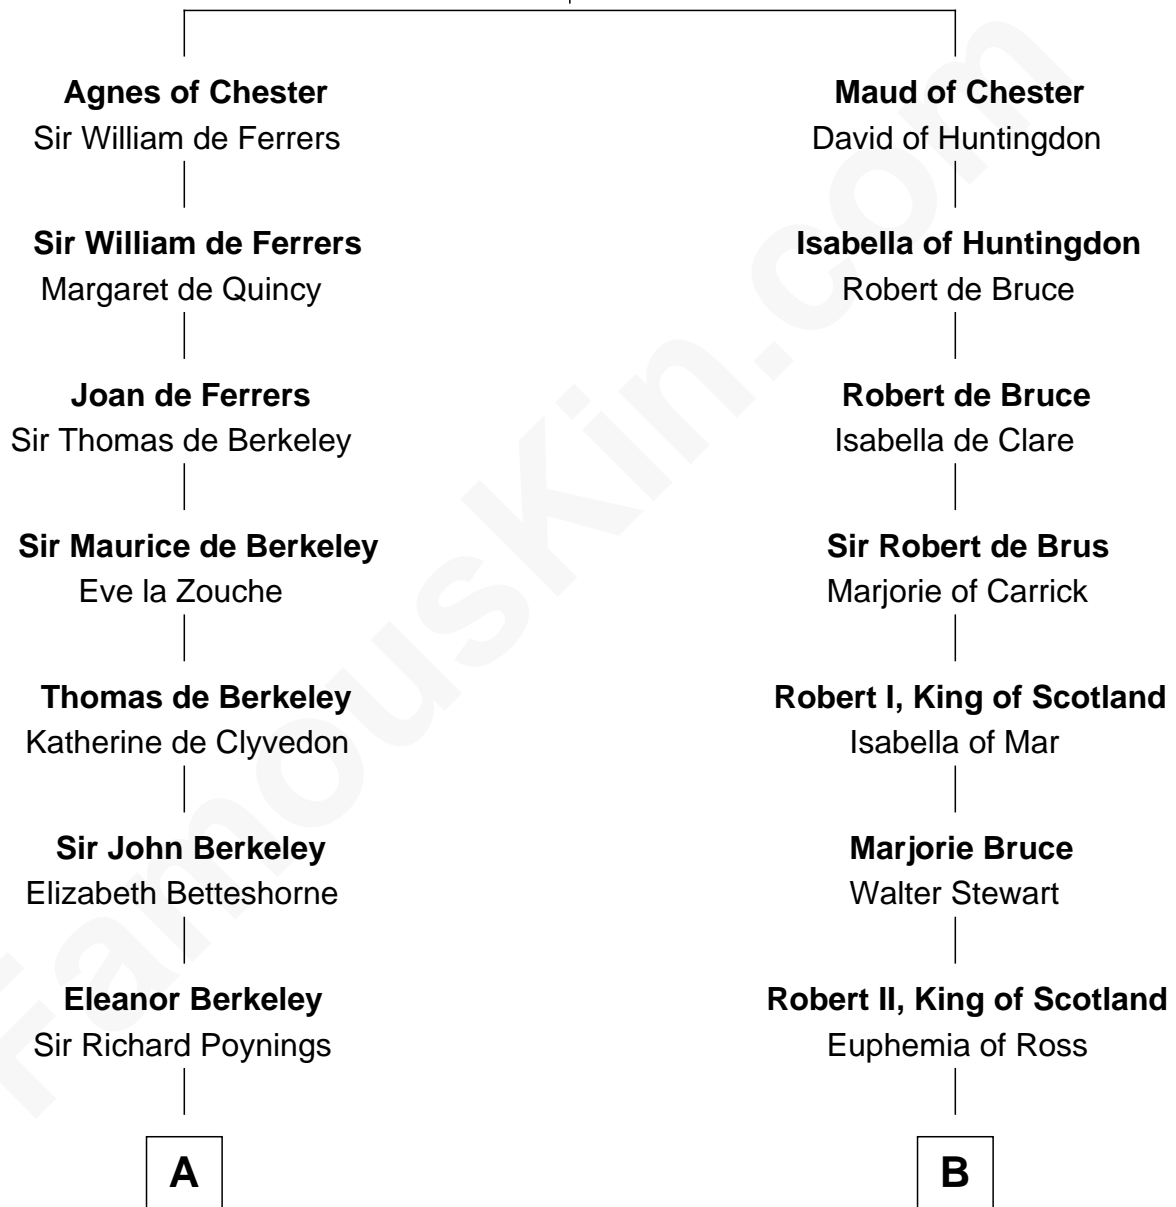 Agnes of Chester
Sir William de Ferrers
Sir William de Ferrers
Margaret de Quincy
Joan de Ferrers
Sir Thomas de Berkeley
Sir Maurice de Berkeley
Eve la Zouche
Thomas de Berkeley
Katherine de Clyvedon
Sir John Berkeley
Elizabeth Betteshorne
Eleanor Berkeley
Sir Richard Poynings
A
Maud of Chester
David of Huntingdon
Isabella of Huntingdon
Robert de Bruce
Robert de Bruce
Isabella de Clare
Sir Robert de Brus
Marjorie of Carrick
Robert I, King of Scotland
Isabella of Mar
Marjorie Bruce
Walter Stewart
Robert II, King of Scotland
Euphemia of Ross
B
FamousKin.com